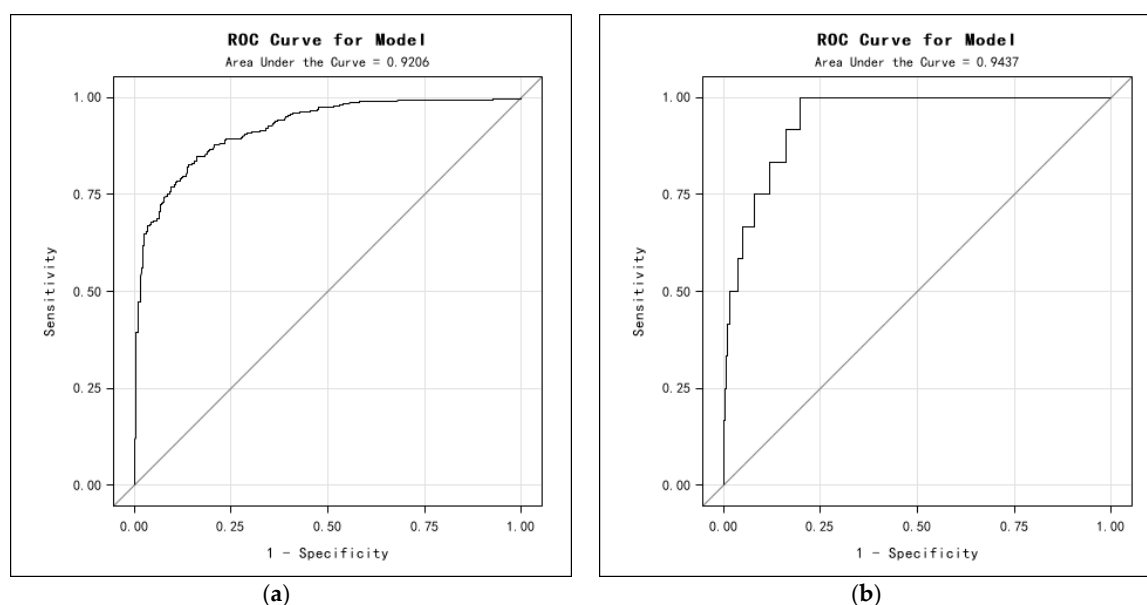 ROC Curve for Model
Area Under the Curve = 0.9206
1.00
0.75
0.50
0.25
0.00
Sensitivity
0.00 0.25 0.50 0.75 1.00
1 - Specificity
(a)
ROC Curve for Model
Area Under the Curve = 0.9437
1.00
0.75
0.50
0.25
0.00
Sensitivity
0.00 0.25 0.50 0.75 1.00
1 - Specificity
(b)